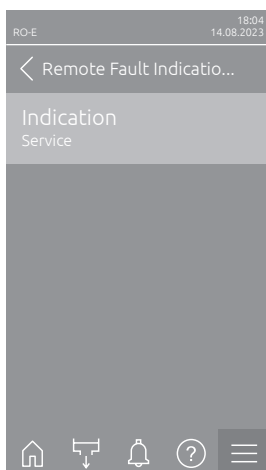 18:04
RO-E 14.08.2023
Remote Fault Indicatio...
Indication
Service
?